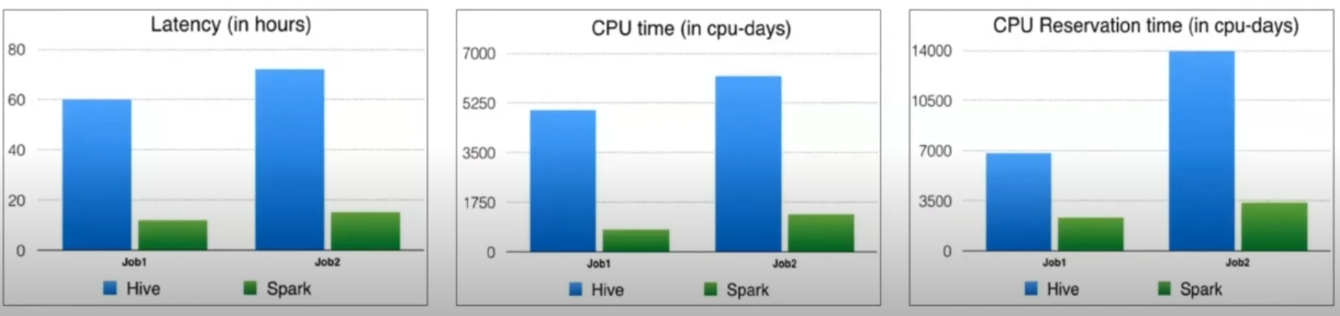 Latency (in hours)
80
60
40
20
0
Job1 Job2
Hive Spark
CPU time (in cpu-days)
7000
5250
3500
1750
0
Job1 Job2
Hive Spark
CPU Reservation time (in cpu-days)
14000
10500
7000
3500
0
Job1 Job2
Hive Spark